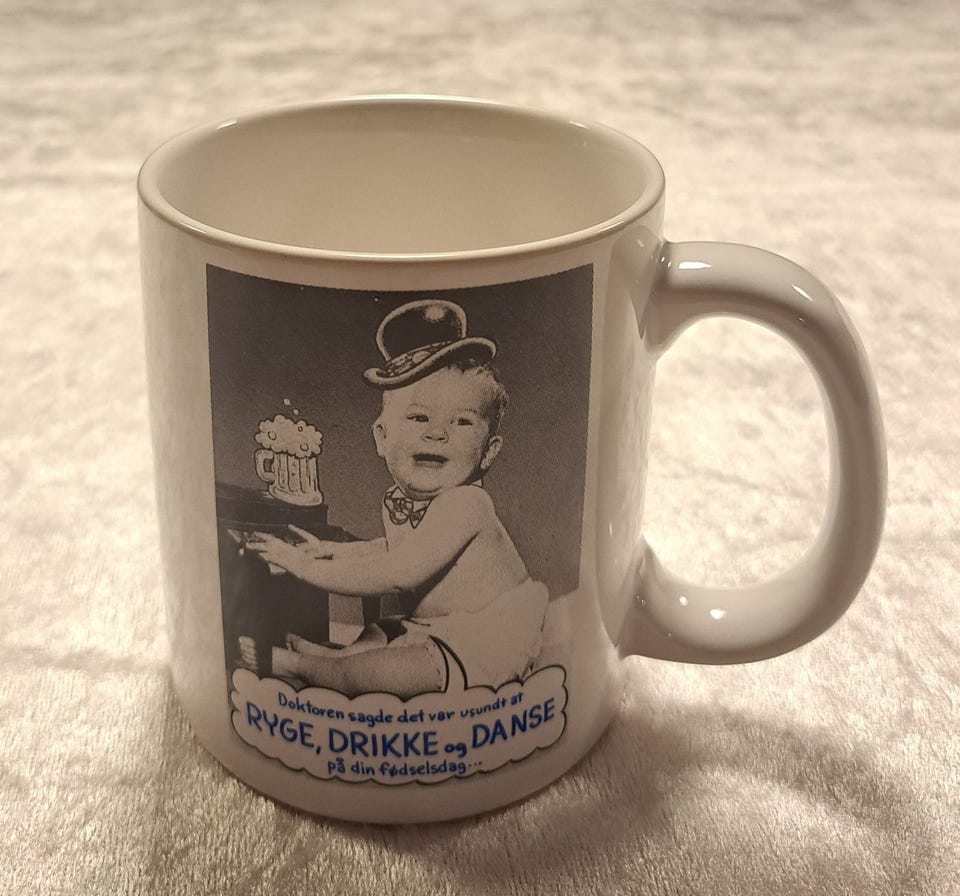 Doktoren sagde det var usundt at
RYGE, DRIKKE og DANSE
på din fødselsdag...